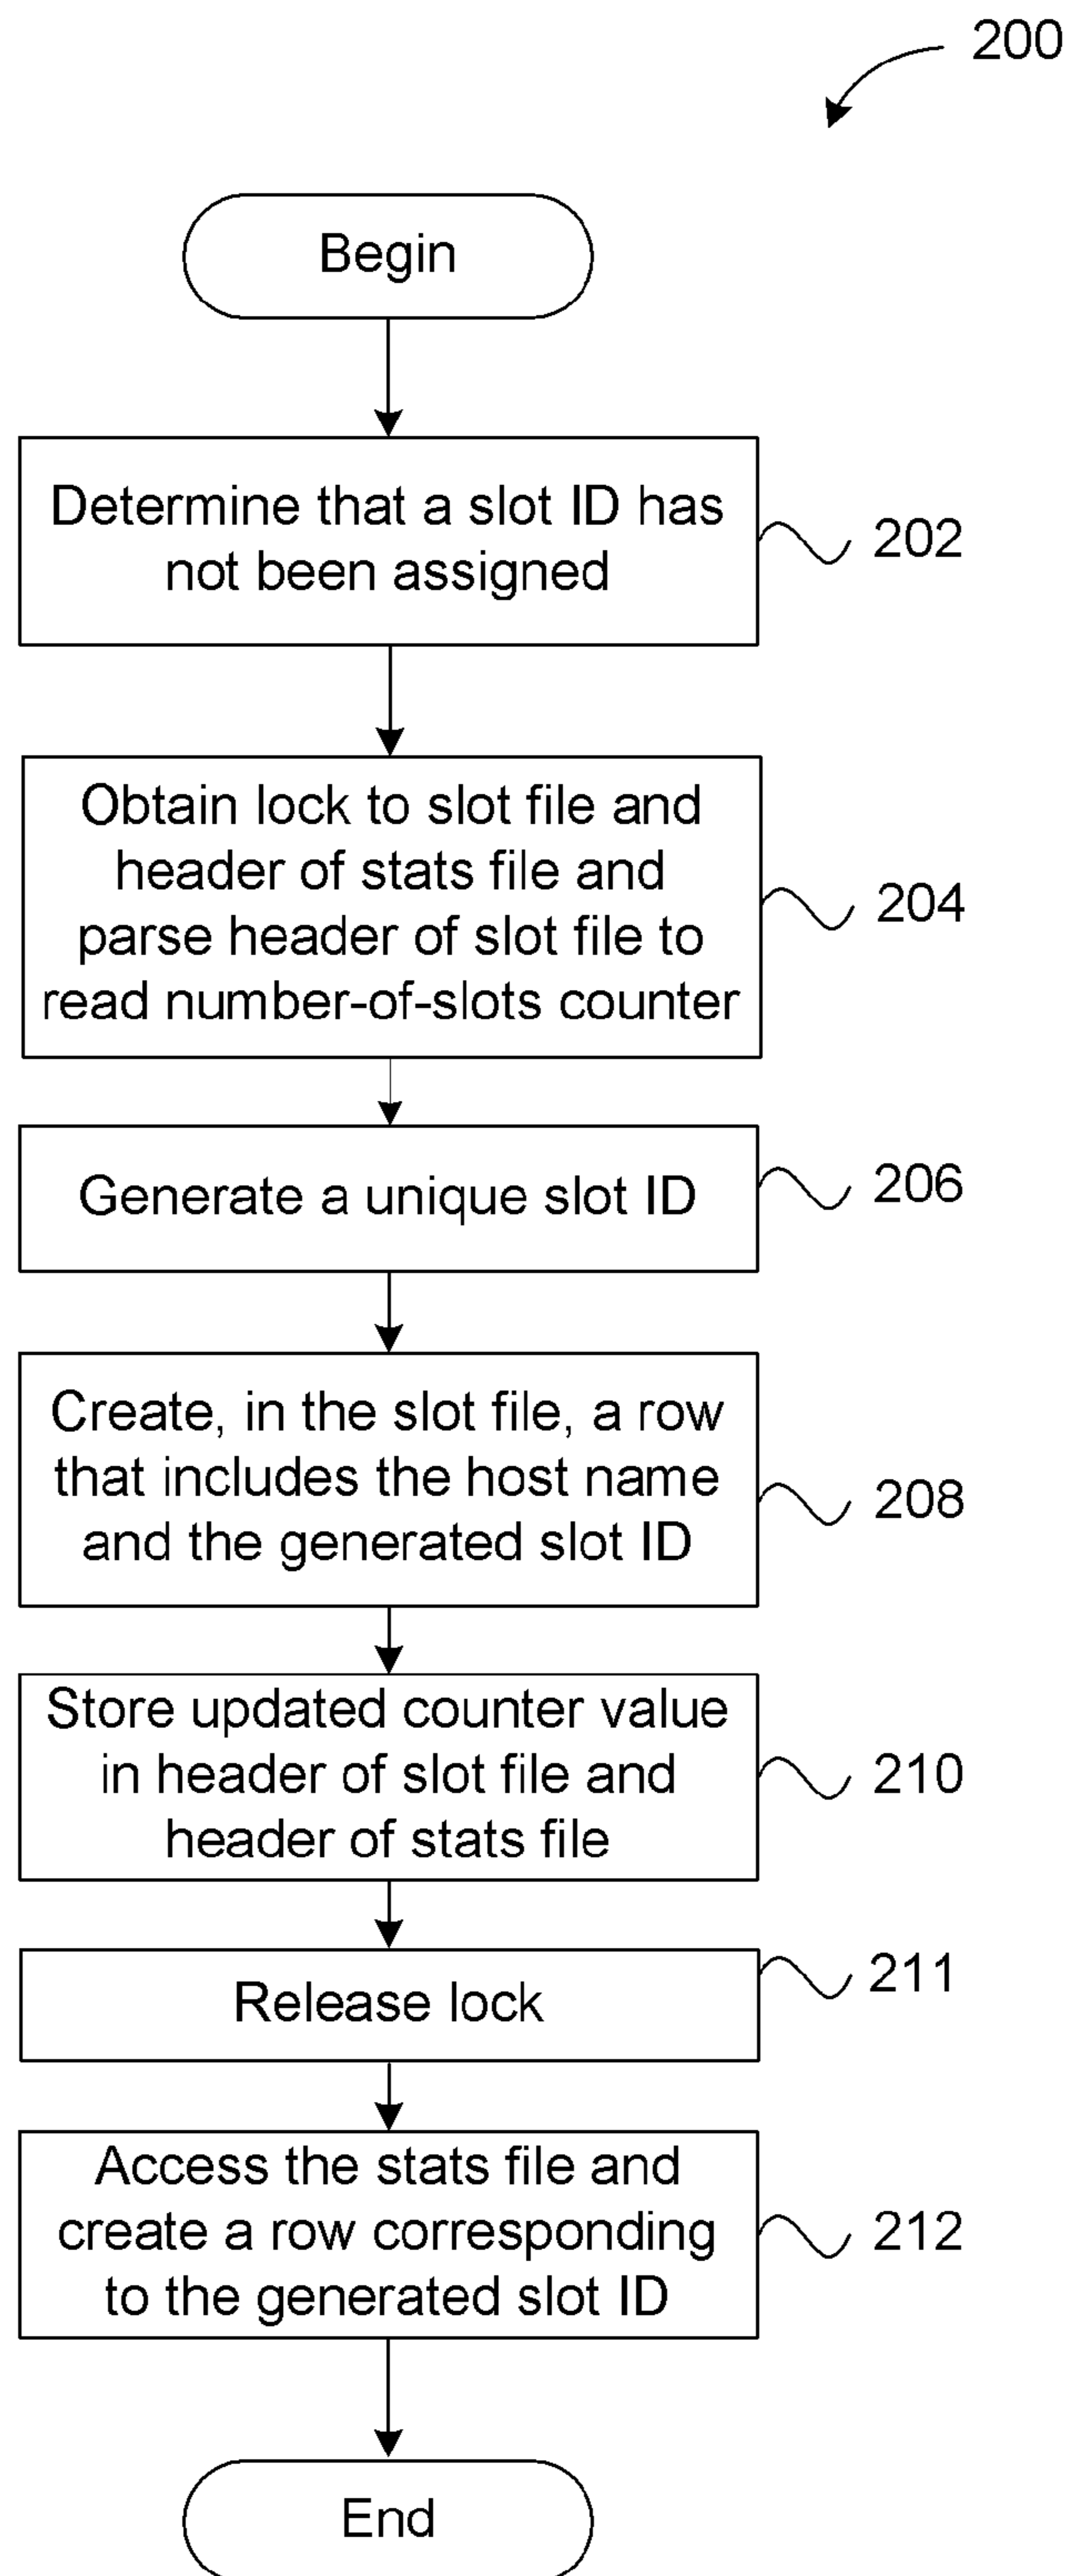 200
Begin
Determine that a slot ID has
not been assigned
202
Obtain lock to slot file and
header of stats file and
parse header of slot file to
read number-of-slots counter
204
Generate a unique slot ID
206
Create, in the slot file, a row
that includes the host name
and the generated slot ID
208
Store updated counter value
in header of slot file and
header of stats file
210
Release lock
211
Access the stats file and
create a row corresponding
to the generated slot ID
212
End